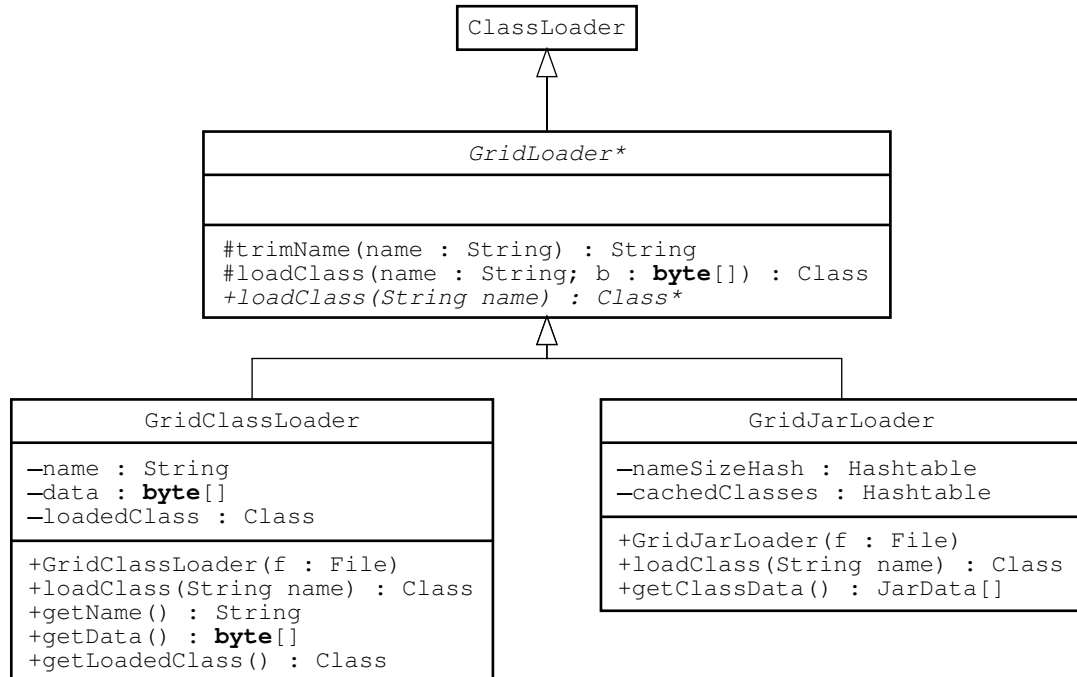 ClassLoader
GridLoader*
#trimName(name : String) : String
#loadClass(name : String; b : byte[]) : Class
+loadClass(String name) : Class*
GridClassLoader
–name : String
–data : byte[]
–loadedClass : Class
+GridClassLoader(f : File)
+loadClass(String name) : Class
+getName() : String
+getData() : byte[]
+getLoadedClass() : Class
GridJarLoader
–nameSizeHash : Hashtable
–cachedClasses : Hashtable
+GridJarLoader(f : File)
+loadClass(String name) : Class
+getClassData() : JarData[]